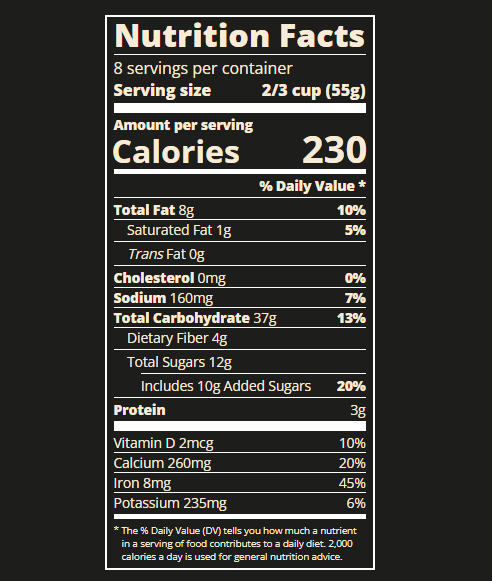 Nutrition Facts
8 servings per container
Serving size 2/3 cup (55g)
Amount per serving
Calories 230
% Daily Value *
Total Fat 8g 10%
Saturated Fat 1g 5%
Trans Fat 0g
Cholesterol 0mg 0%
Sodium 160mg 7%
Total Carbohydrate 37g 13%
Dietary Fiber 4g
Total Sugars 12g
Includes 10g Added Sugars 20%
Protein 3g
Vitamin D 2mcg 10%
Calcium 260mg 20%
Iron 8mg 45%
Potassium 235mg 6%
* The % Daily Value (DV) tells you how much a nutrient
in a serving of food contributes to a daily diet. 2,000
calories a day is used for general nutrition advice.